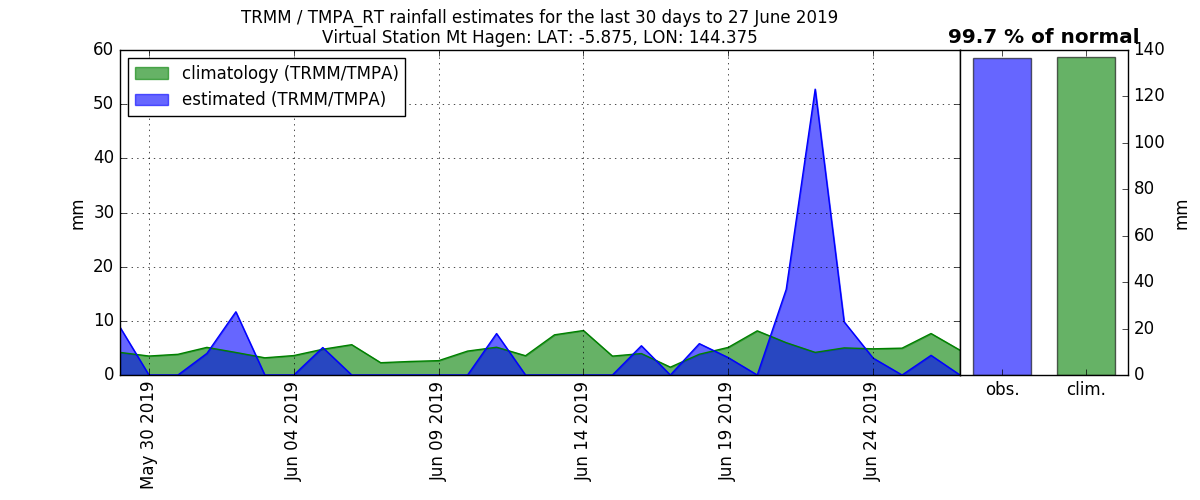 TRMM / TMPA_RT rainfall estimates for the last 30 days to 27 June 2019
Virtual Station Mt Hagen: LAT: -5.875, LON: 144.375
99.7 % of normal
climatology (TRMM/TMPA)
estimated (TRMM/TMPA)
60
50
40
30
20
10
0
mm
May 30 2019
Jun 04 2019
Jun 09 2019
Jun 14 2019
Jun 19 2019
Jun 24 2019
obs.
clim.
140
120
100
80
60
40
20
0
mm